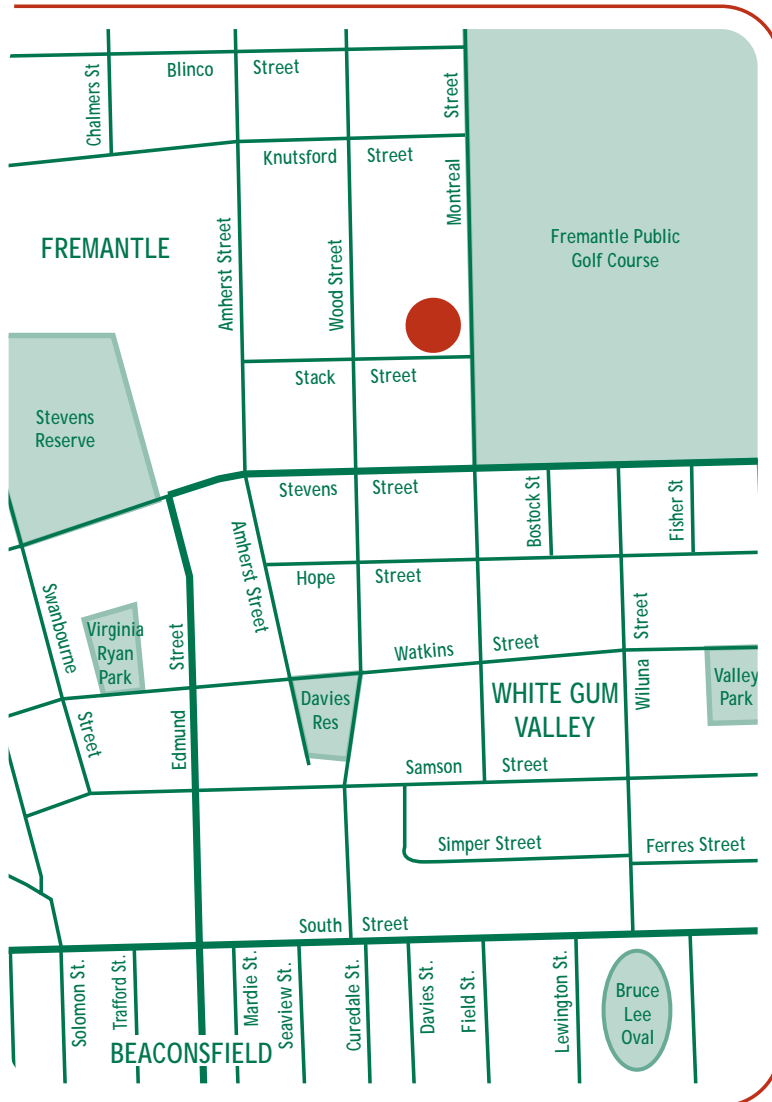 Blinco Street
Chalmers St
Street
Knutsford Street
Montreal
FREMANTLE
Amherst Street
Wood Street
Fremantle Public
Golf Course
Stack Street
Stevens
Reserve
Stevens Street
Bostock St
Fisher St
Amherst Street
Hope Street
Swanbourne
Street
Virginia
Ryan
Park
Street
Edmund
Watkins Street
Street
Wiluna
Davies
Res
WHITE GUM
VALLEY
Valley
Park
Samson Street
Simper Street
Ferres Street
South Street
Solomon St.
Trafford St.
Mardie St.
Seaview St.
Curedale St.
Davies St.
Field St.
Lewington St.
Bruce
Lee
Oval
BEACONSFIELD